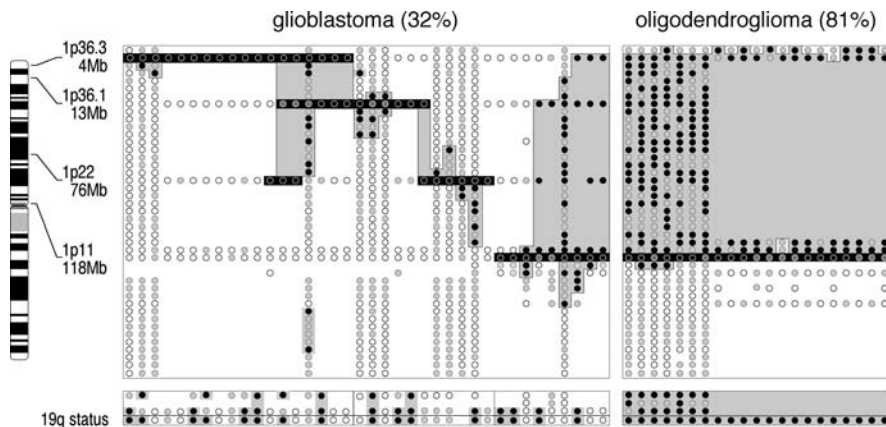 glioblastoma (32%)
oligodendroglioma (81%)
1p36.3
4Mb
1p36.1
13Mb
1p22
76Mb
1p11
118Mb
19q status